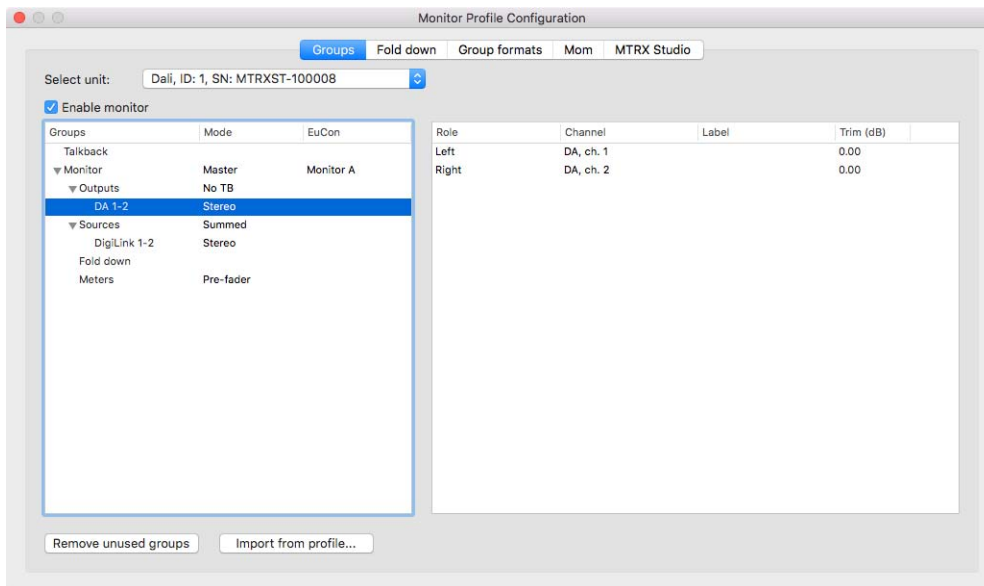 Monitor Profile Configuration
Groups Fold down Group formats Mom MTRX Studio
Select unit: Dali, ID: 1, SN: MTRXST-100008
Enable monitor
Groups Mode EuCon Role Channel Label Trim (dB)
Talkback Left DA, ch. 1 0.00
Monitor Master Monitor A Right DA, ch. 2 0.00
Outputs No TB
DA 1-2 Stereo
Sources Summed
DigiLink 1-2 Stereo
Fold down
Meters Pre-fader
Remove unused groups Import from profile...